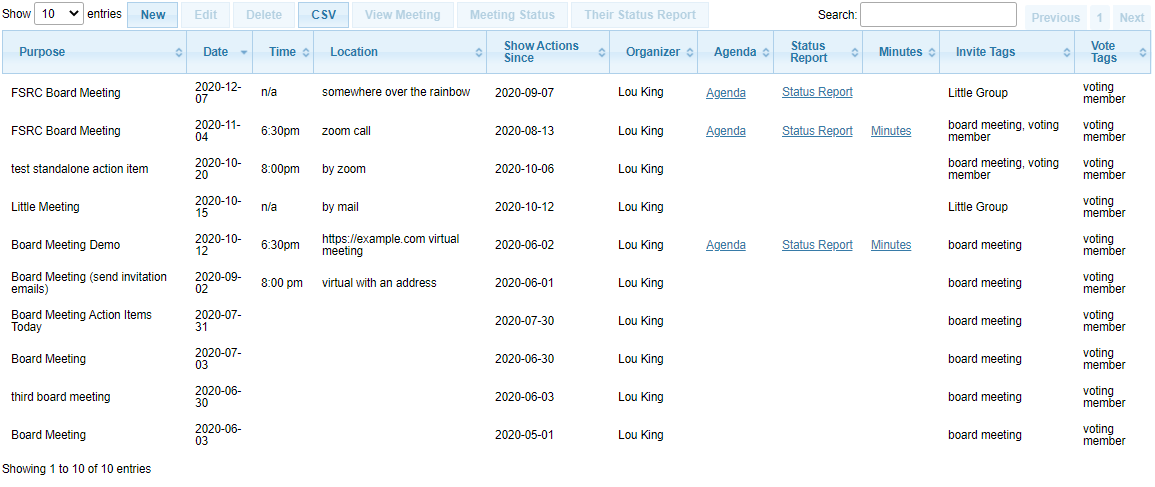 Show 10 entries New Edit Delete CSV View Meeting Meeting Status Their Status Report Search: Previous 1 Next
Purpose Date Time Location Show Actions Since Organizer Agenda Status Report Minutes Invite Tags Vote Tags
FSRC Board Meeting 2020-12-07 n/a somewhere over the rainbow 2020-09-07 Lou King Agenda Status Report Little Group voting member
FSRC Board Meeting 2020-11-04 6:30pm zoom call 2020-08-13 Lou King Agenda Status Report Minutes board meeting, voting member voting member
test standalone action item 2020-10-20 8:00pm by zoom 2020-10-06 Lou King board meeting, voting member voting member
Little Meeting 2020-10-15 n/a by mail 2020-10-12 Lou King Little Group voting member
Board Meeting Demo 2020-10-12 6:30pm https://example.com virtual meeting 2020-06-02 Lou King Agenda Status Report Minutes board meeting voting member
Board Meeting (send invitation emails) 2020-09-02 8:00 pm virtual with an address 2020-06-01 Lou King board meeting voting member
Board Meeting Action Items Today 2020-07-31 2020-07-30 Lou King board meeting voting member
Board Meeting 2020-07-03 2020-06-30 Lou King board meeting voting member
third board meeting 2020-06-30 2020-06-03 Lou King board meeting voting member
Board Meeting 2020-06-03 2020-05-01 Lou King board meeting voting member
Showing 1 to 10 of 10 entries